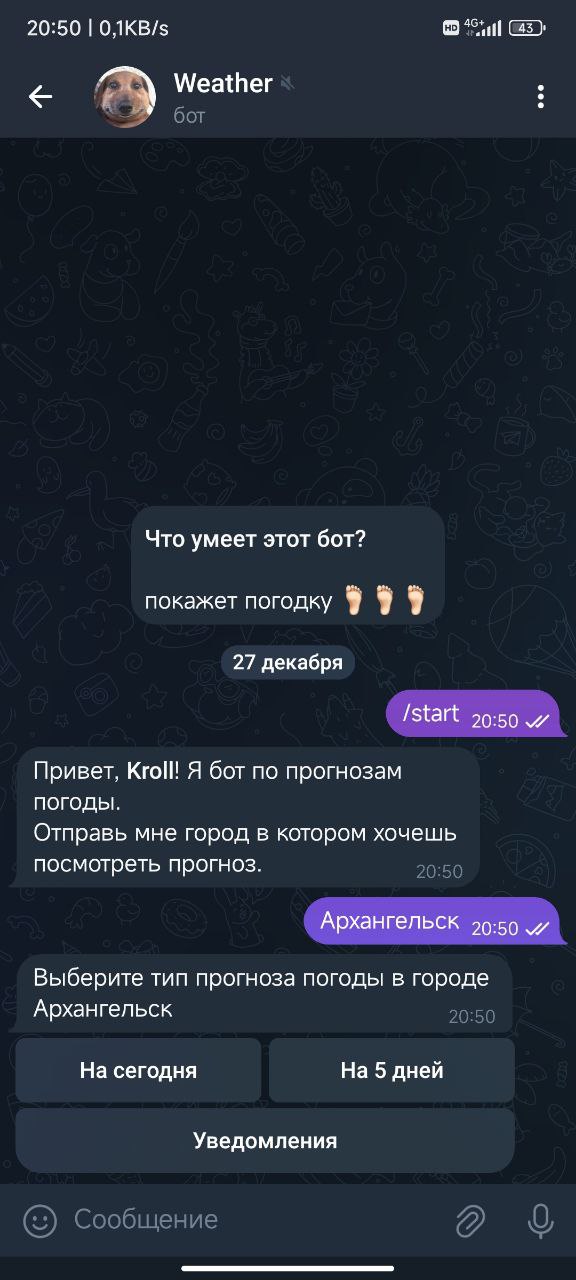 20:50 | 0,1KB/s HD 4G+ 43
Weather
бот
Что умеет этот бот?
покажет погодку 🦶🏻🦶🏻🦶🏻
27 декабря
/start 20:50
Привет, Kroll! Я бот по прогнозам
погоды.
Отправь мне город в котором хочешь
посмотреть прогноз.
20:50
Архангельск 20:50
Выберите тип прогноза погоды в городе
Архангельск
20:50
На сегодня На 5 дней
Уведомления
Сообщение